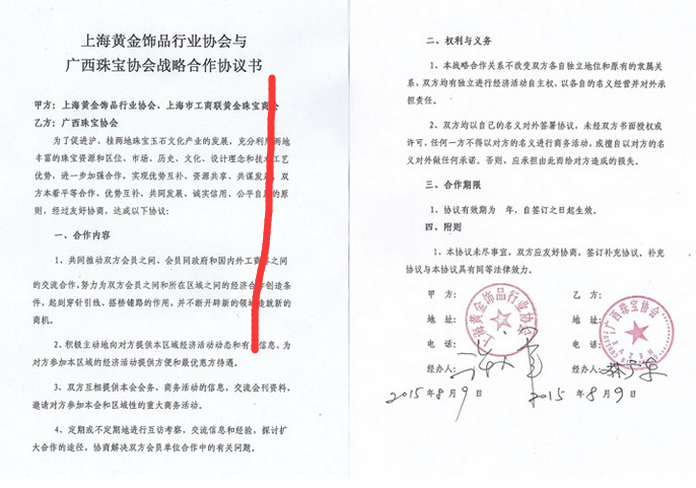 上海黄金饰品行业协会与
广西珠宝协会战略合作协议书
甲方：上海黄金饰品行业协会、上海市工商联黄金珠宝商会
乙方：广西珠宝协会
为了促进沪、桂两地珠宝玉石文化产业的发展，充分利用两地
丰富的珠宝资源和区位、市场、历史、文化、设计理念和技术工艺
优势，进一步加强合作，实现优势互补、资源共享、共谋发展，双
方本着平等合作、优势互补、共同发展、诚实信用、公平自愿的原
则，经过友好协商，达成以下协议：
一、合作内容
1、共同推动双方会员之间、会员同政府和国内外工商界之间
的交流合作，努力为双方会员之间和所在区域之间的经济合作创造条
件，起到穿针引线，搭桥铺路的作用，并不断开辟新的领域造就新的
商机。
2、积极主动地向对方提供本区域经济活动动态和有关信息，为
对方参加本区域的经济活动提供方便和最优惠方待遇。
3、双方互相提供本会会务、商务活动的信息，交流会刊资料，
邀请对方参加本会和区域性的重大商务活动。
4、定期或不定期地进行互访考察，交流信息和经验，探讨扩
大合作的途径，协商解决双方会员单位合作中的有关问题。
二、权利与义务
1、本战略合作关系不改变双方各自独立地位和原有的隶属关
系，双方均有独立进行经济活动自主权，以各自的名义经营并对外承
担责任。
2、双方均以自己的名义对外签署协议，未经双方书面授权或
许可，任何一方不得以对方的名义进行商务活动，或擅自以对方的名
义对外做任何承诺。否则，应承担由此而给对方造成的损失。
三、合作期限
1、协议有效期为 年，自签订之日起生效。
四、附则
1、本协议未尽事宜，双方应友好协商，签订补充协议。补充
协议与本协议具有同等法律效力。
甲 方：
地 址：
电 话：
经办人：
2015年8月9日
上海黄金饰品行业协会
乙 方：
地 址：
电 话：
经办人：
2015年8月9日
广西珠宝协会